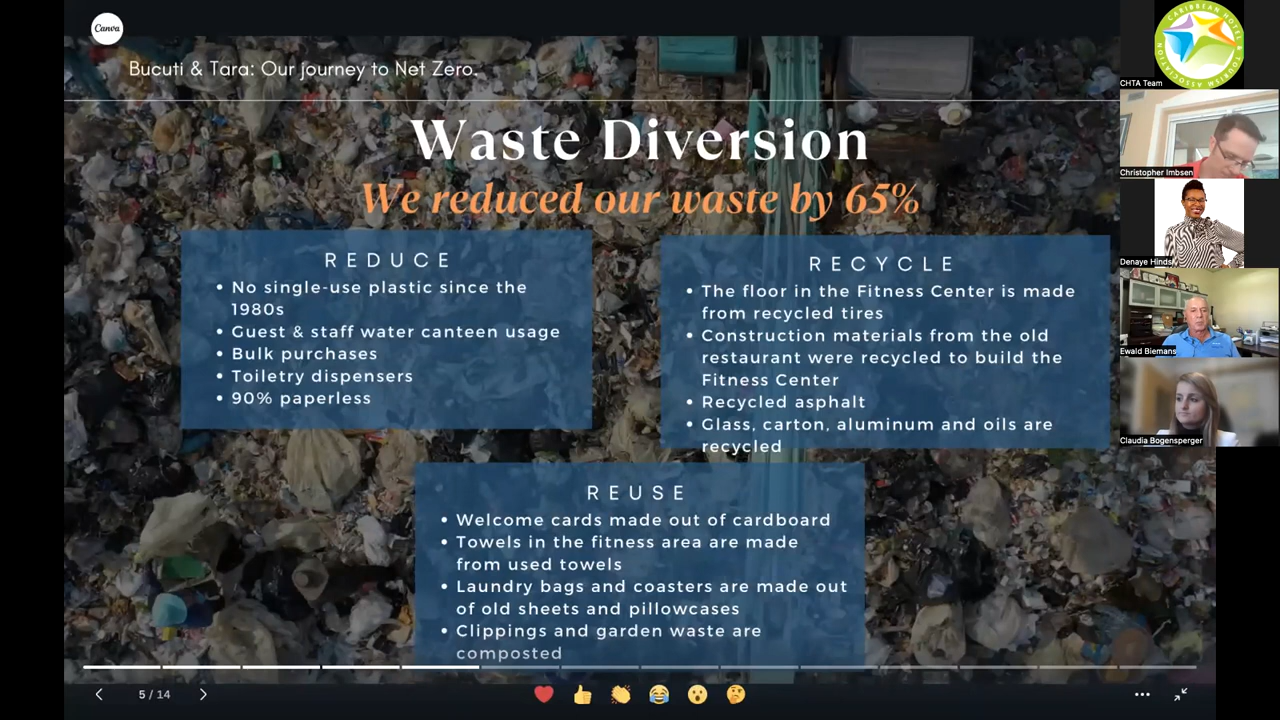 Canva
Bucuti & Tara: Our journey to Net Zero.
Waste Diversion
We reduced our waste by 65%
REDUCE
• No single-use plastic since the
1980s
• Guest & staff water canteen usage
• Bulk purchases
• Toiletry dispensers
• 90% paperless
RECYCLE
• The floor in the Fitness Center is made
from recycled tires
• Construction materials from the old
restaurant were recycled to build the
Fitness Center
• Recycled asphalt
• Glass, carton, aluminum and oils are
recycled
REUSE
• Welcome cards made out of cardboard
• Towels in the fitness area are made
from used towels
• Laundry bags and coasters are made out
of old sheets and pillowcases
• Clippings and garden waste are
composted
5 / 14
CARIBBEAN HOTEL & TOURISM ASSOCIATION
CHTA Team
Christopher Imbsen
Denaye Hinds
Ewald Biemans
Claudia Bogensperger